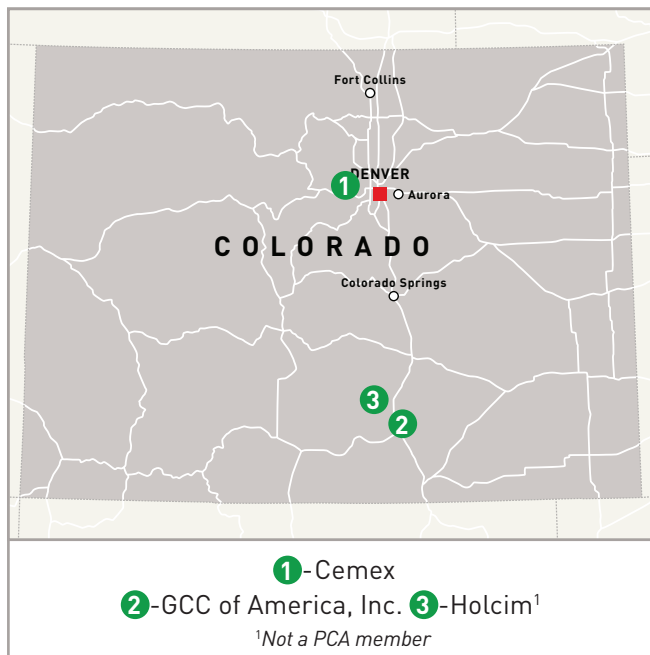 Fort Collins
DENVER
1
Aurora
COLORADO
Colorado Springs
3
2
1-Cemex
2-GCC of America, Inc. 3-Holcim¹
¹Not a PCA member